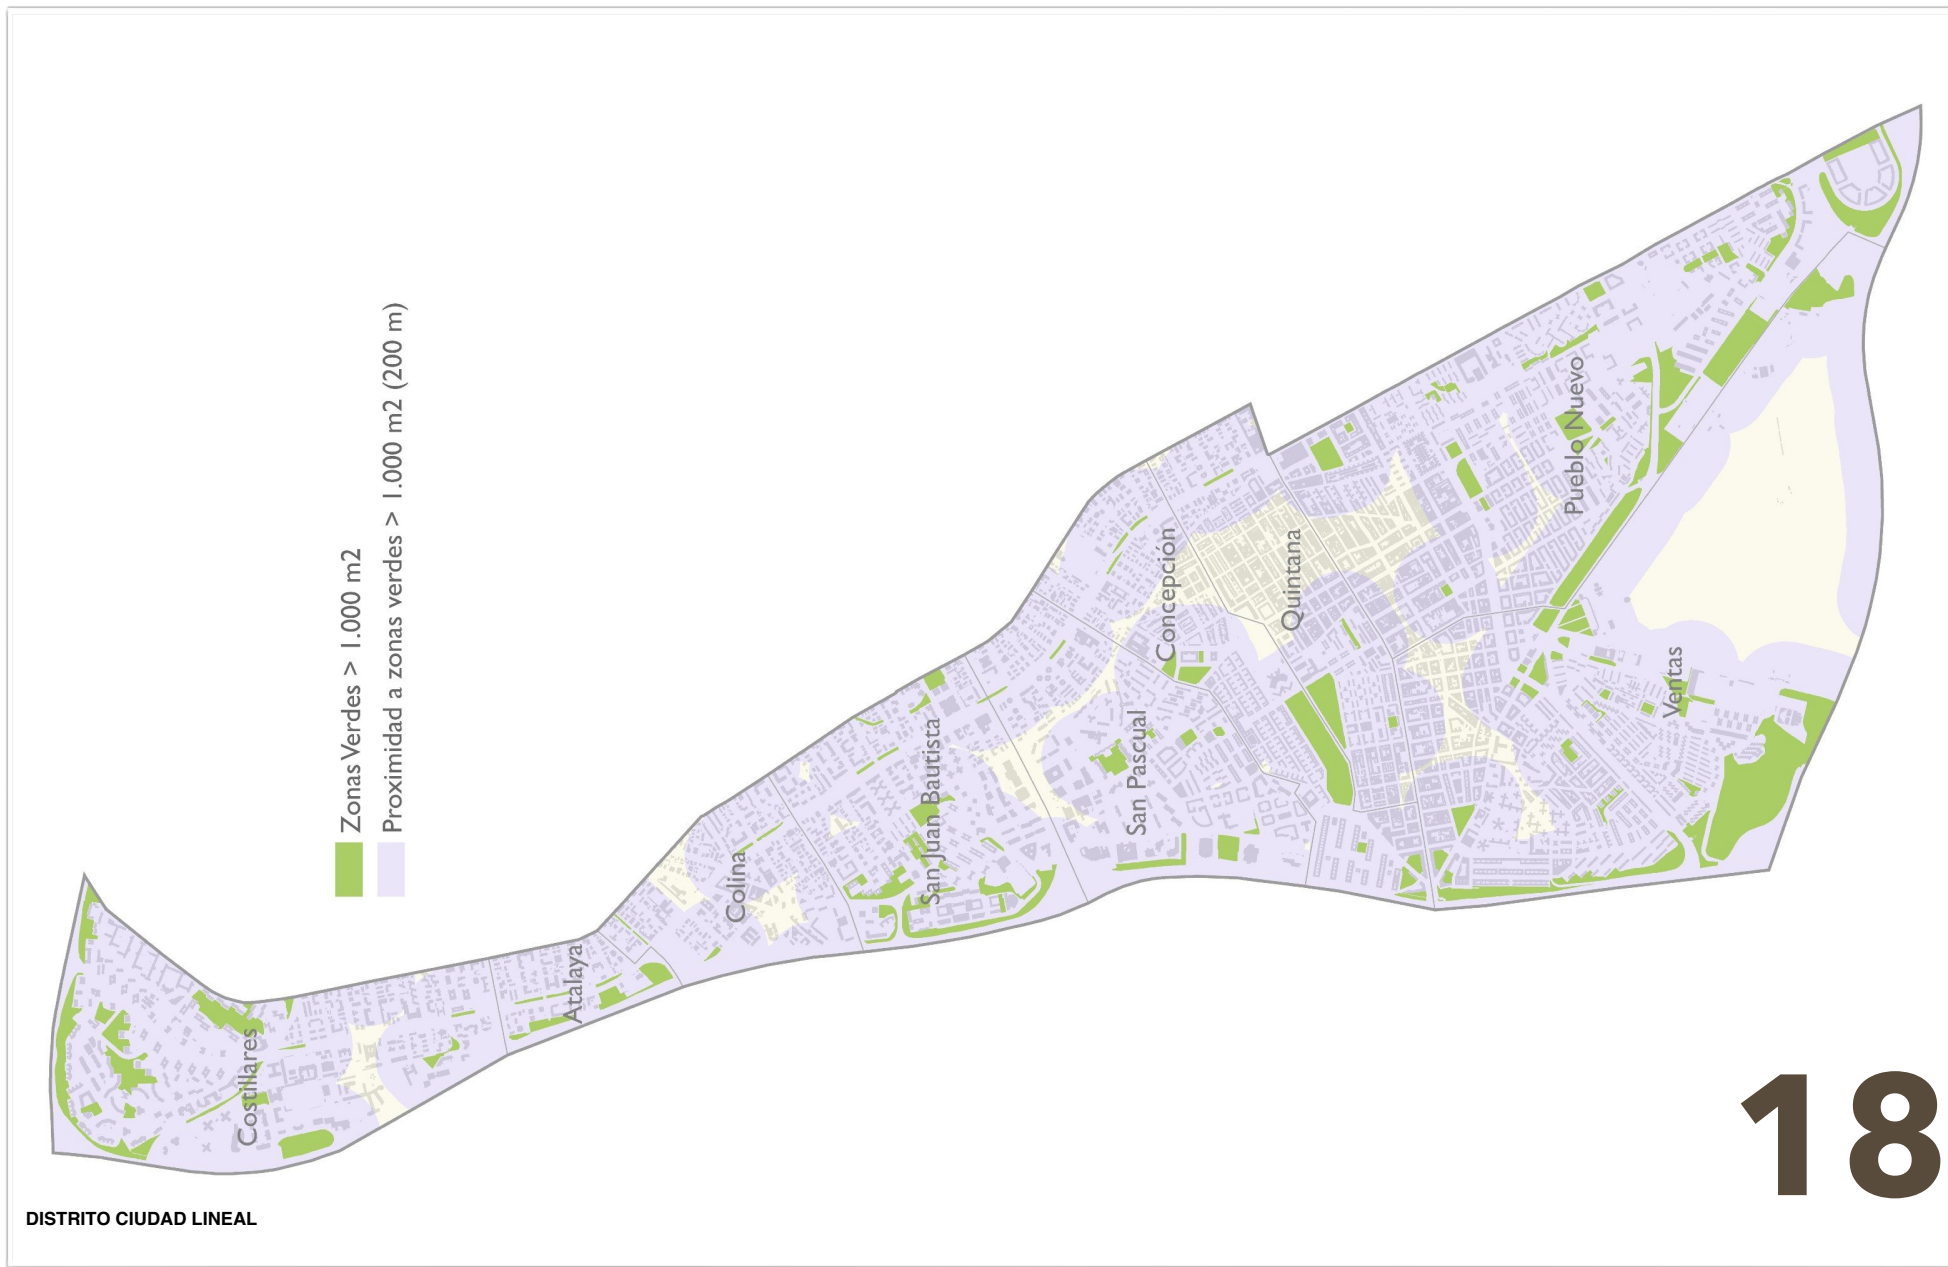 Zonas Verdes > 1.000 m2
Proximidad a zonas verdes > 1.000 m2 (200 m)
Costillares
Atalaya
Colina
San Juan Bautista
San Pascual
Concepción
Quintana
Pueblo Nuevo
Ventas
18
DISTRITO CIUDAD LINEAL